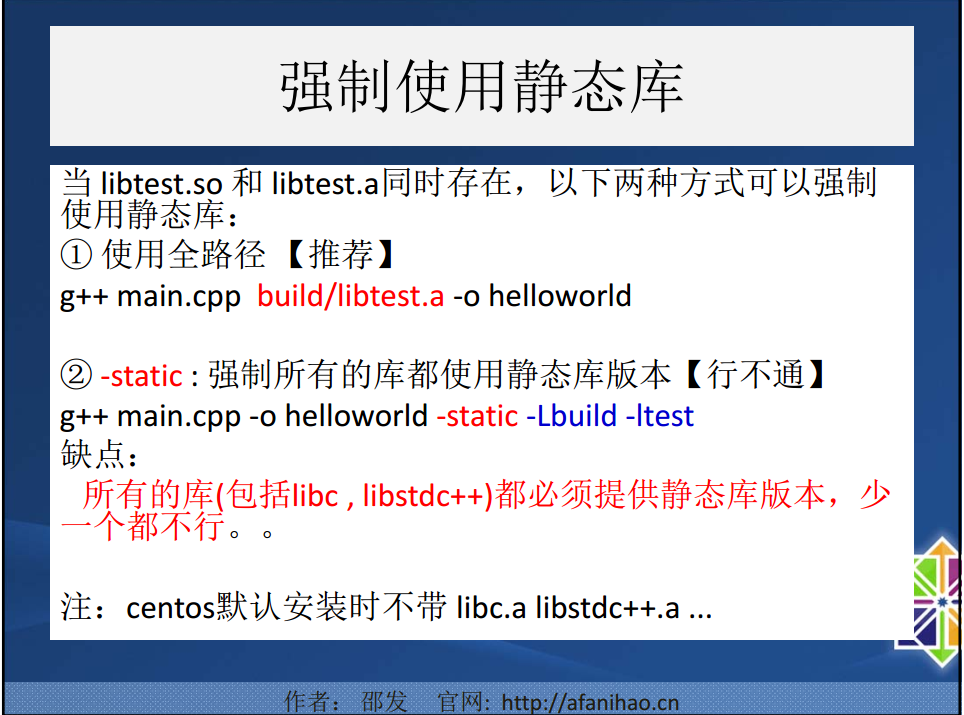 强制使用静态库
当 libtest.so 和 libtest.a同时存在，以下两种方式可以强制
使用静态库：
① 使用全路径 【推荐】
g++ main.cpp  build/libtest.a -o helloworld
② -static : 强制所有的库都使用静态库版本【行不通】
g++ main.cpp -o helloworld -static -Lbuild -ltest
缺点：
所有的库(包括libc , libstdc++)都必须提供静态库版本，少
一个都不行。。
注：centos默认安装时不带 libc.a libstdc++.a ...
作者： 邵发    官网: http://afanihao.cn